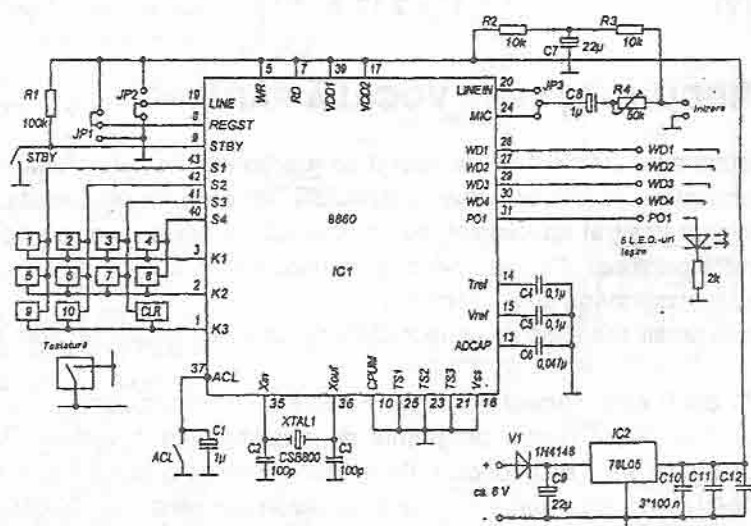 R2
R3
10k
C7
22µ
10k
5
7
39
17
R1
100k
JP2
JP1
STBY
19
8
9
43
42
41
40
3
2
1
37
LINE
REGST
STBY
S1
S2
S3
S4
K1
K2
K3
ACL
WR
RD
VDD1
VDD2
8860
IC1
LINEIN
MIC
WD1
WD2
WD3
WD4
PO1
Tref
Vref
ADCAP
20
24
26
27
29
30
31
14
15
13
JP3
C8
1µ
R4
50k
Intrare
WD1
WD2
WD3
WD4
PO1
5 L.E.D.-uri
Ieşire
2k
C4
0,1µ
C5
0,1µ
C6
0,047µ
1
2
3
4
5
6
7
8
9
10
CLR
Tastatura
Xin
Xout
CPUM
TS1
TS2
TS3
Vss
35
36
10
25
23
21
16
ACL
C1
1µ
C2
100p
XTAL1
CSB800
C3
100p
V1
1N4148
+
ca. 8 V
-
C9
22µ
IC2
78L05
C10
C11
C12
3*100n